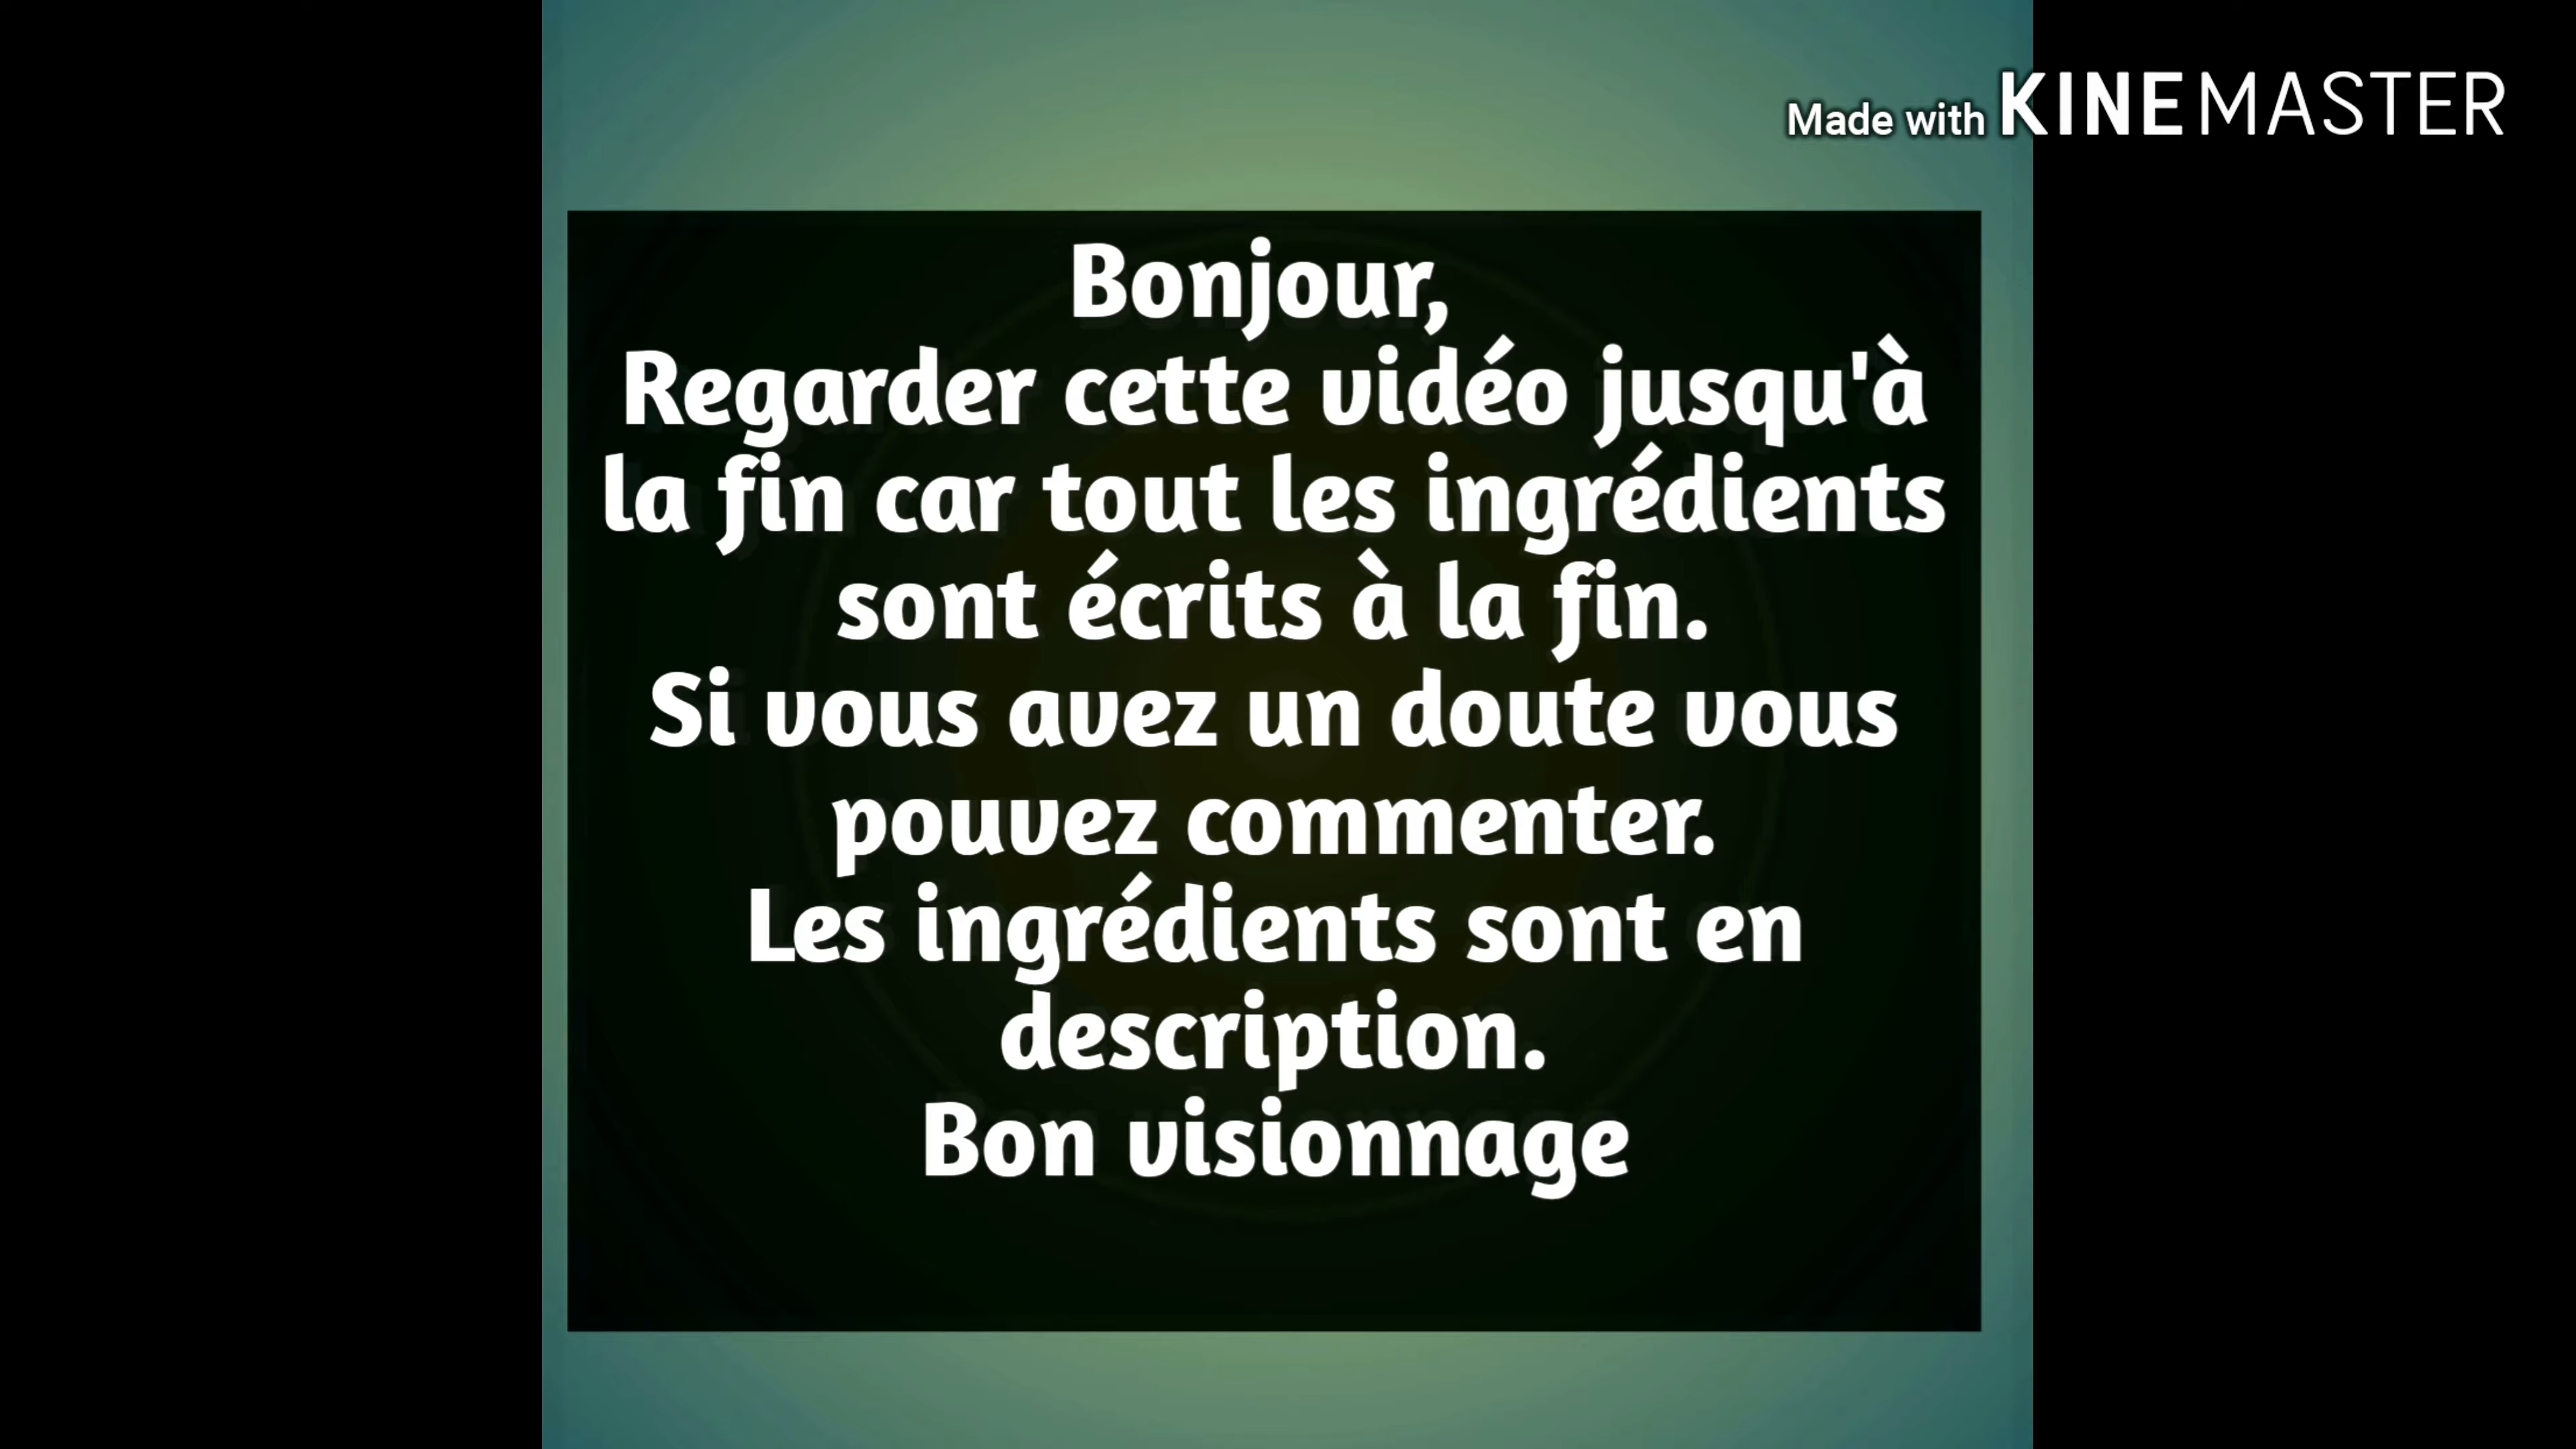 Made with KINEMASTER
Bonjour,
Regarder cette vidéo jusqu'à
la fin car tout les ingrédients
sont écrits à la fin.
Si vous avez un doute vous
pouvez commenter.
Les ingrédients sont en
description.
Bon visionnage